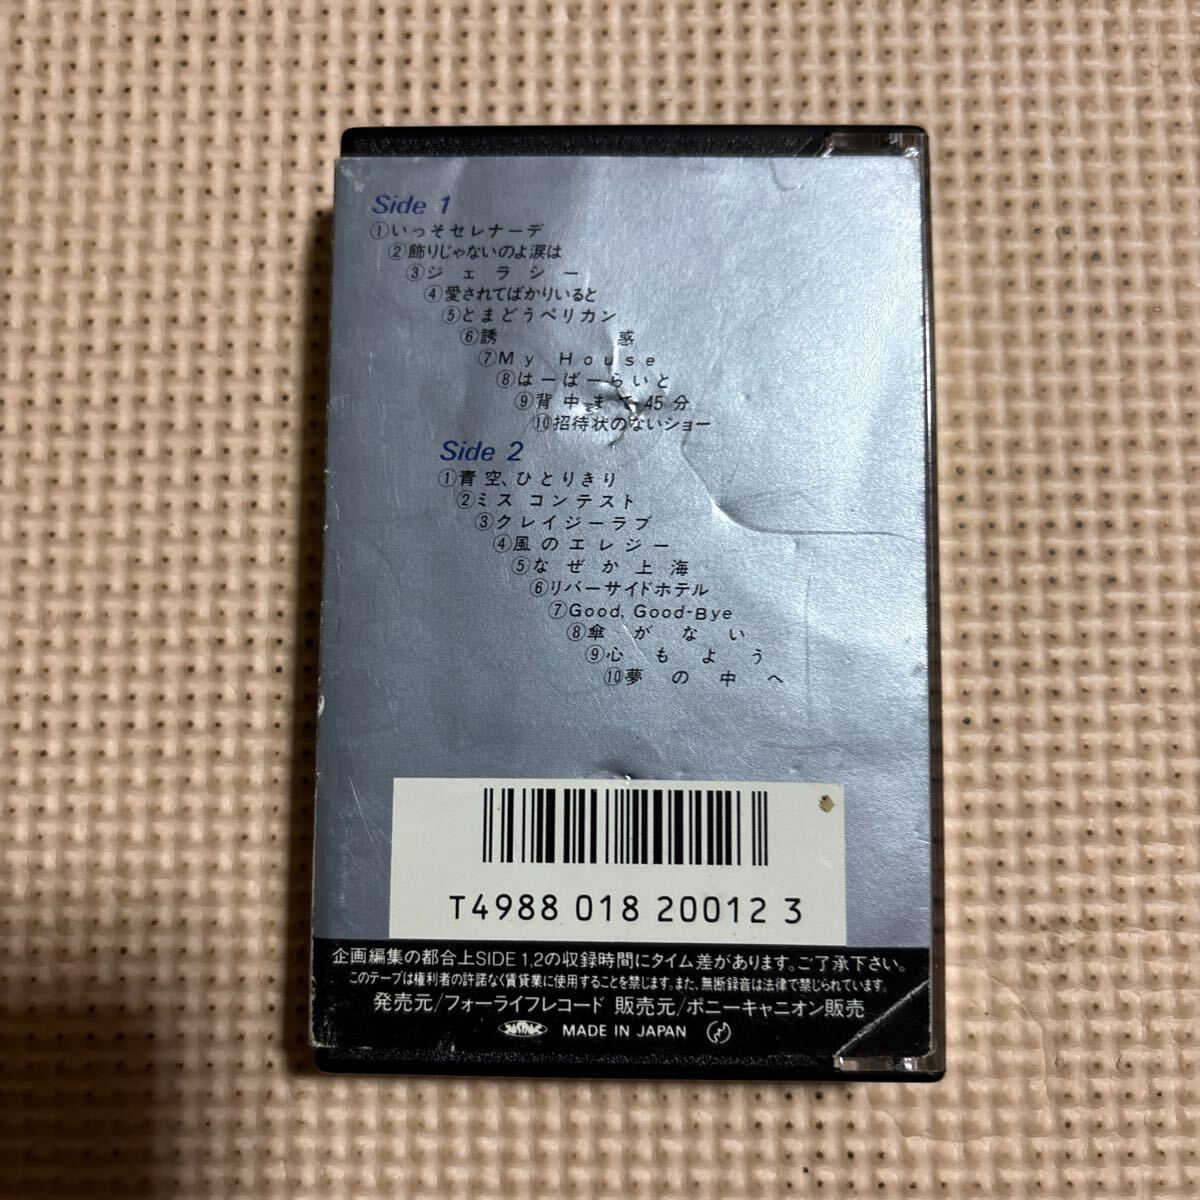 Side 1
①いっそセレナーデ
②飾りじゃないのよ涙は
③ジェラシー
④愛されてばかりいると
⑤とまどうペリカン
⑥誘惑
⑦My House
⑧はーばーらいと
⑨背中まで45分
⑩招待状のないショー
Side 2
①青空、ひとりきり
②ミスコンテスト
③クレイジーラブ
④風のエレジー
⑤なぜか上海
⑥リバーサイドホテル
⑦Good, Good-Bye
⑧傘がない
⑨心もよう
⑩夢の中へ
T4988 018 20012 3
企画編集の都合上SIDE 1,2の収録時間にタイム差があります。ご了承下さい。
このテープは権利者の許諾なく賃貸業に使用することを禁じます。また、無断録音は法律で禁じられています。
発売元/フォーライフレコード 販売元/ポニーキャニオン販売
JASRAC MADE IN JAPAN